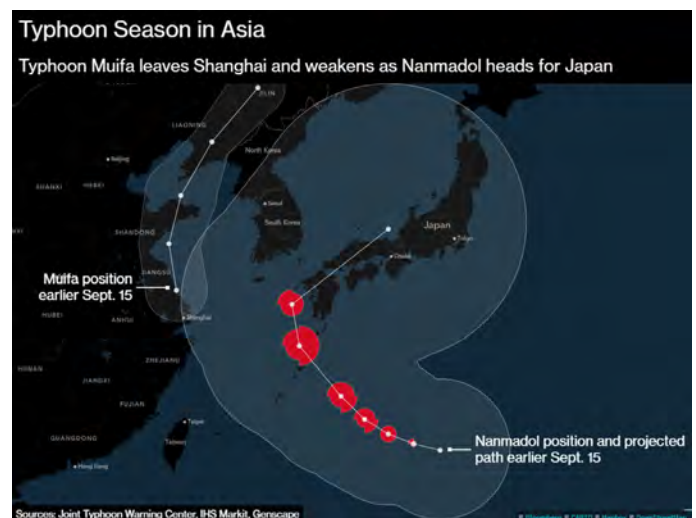 Typhoon Season in Asia
Typhoon Muifa leaves Shanghai and weakens as Nanmadol heads for Japan
JILIN
LIAONING
Beijing
North Korea
SHANXI
HEBEI
Seoul
South Korea
SHANDONG
Japan
Tokyo
Osaka
JIANGSU
Muifa position
earlier Sept. 15
HUBEI
ANHUI
Shanghai
ZHEJIANG
HUNAN
JIANGXI
FUJIAN
Taipei
Taiwan
GUANGDONG
Hong Kong
Nanmadol position and projected
path earlier Sept. 15
Sources: Joint Typhoon Warning Center, IHS Markit, Genscape